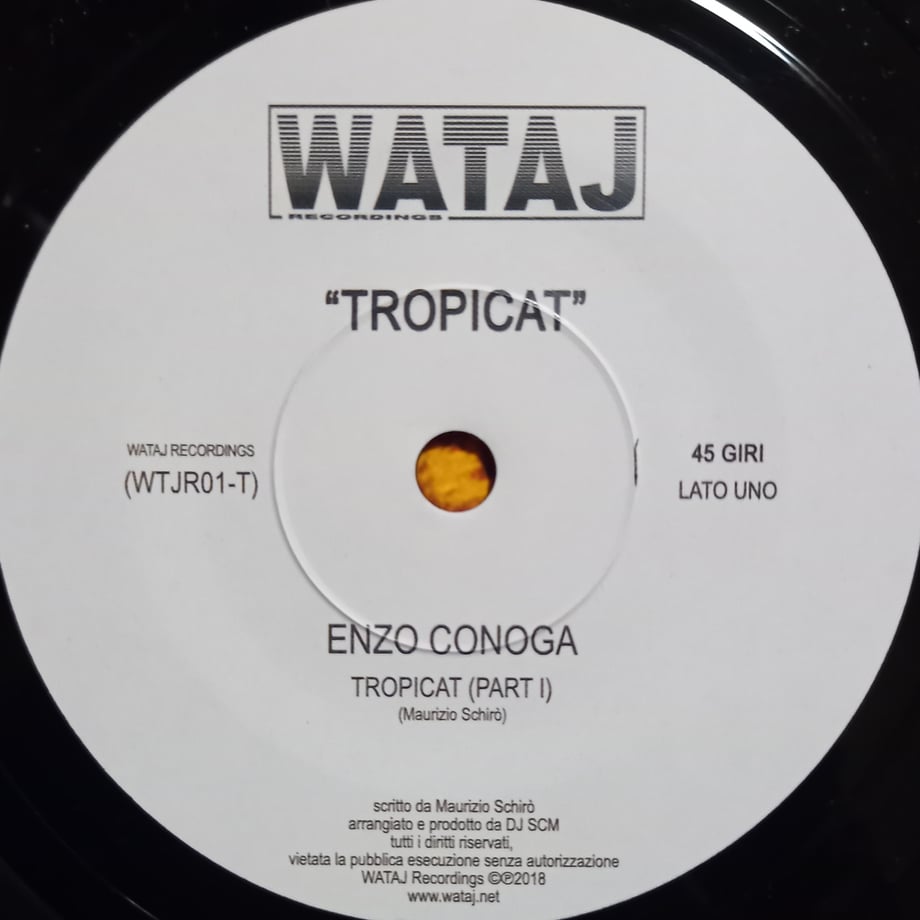 WATAJ
RECORDINGS
“TROPICAT”
WATAJ RECORDINGS
(WTJR01-T)
45 GIRI
LATO UNO
ENZO CONOGA
TROPICAT (PART I)
(Maurizio Schirò)
scritto da Maurizio Schirò
arrangiato e prodotto da DJ SCM
tutti i diritti riservati,
vietata la pubblica esecuzione senza autorizzazione
WATAJ Recordings ©℗2018
www.wataj.net